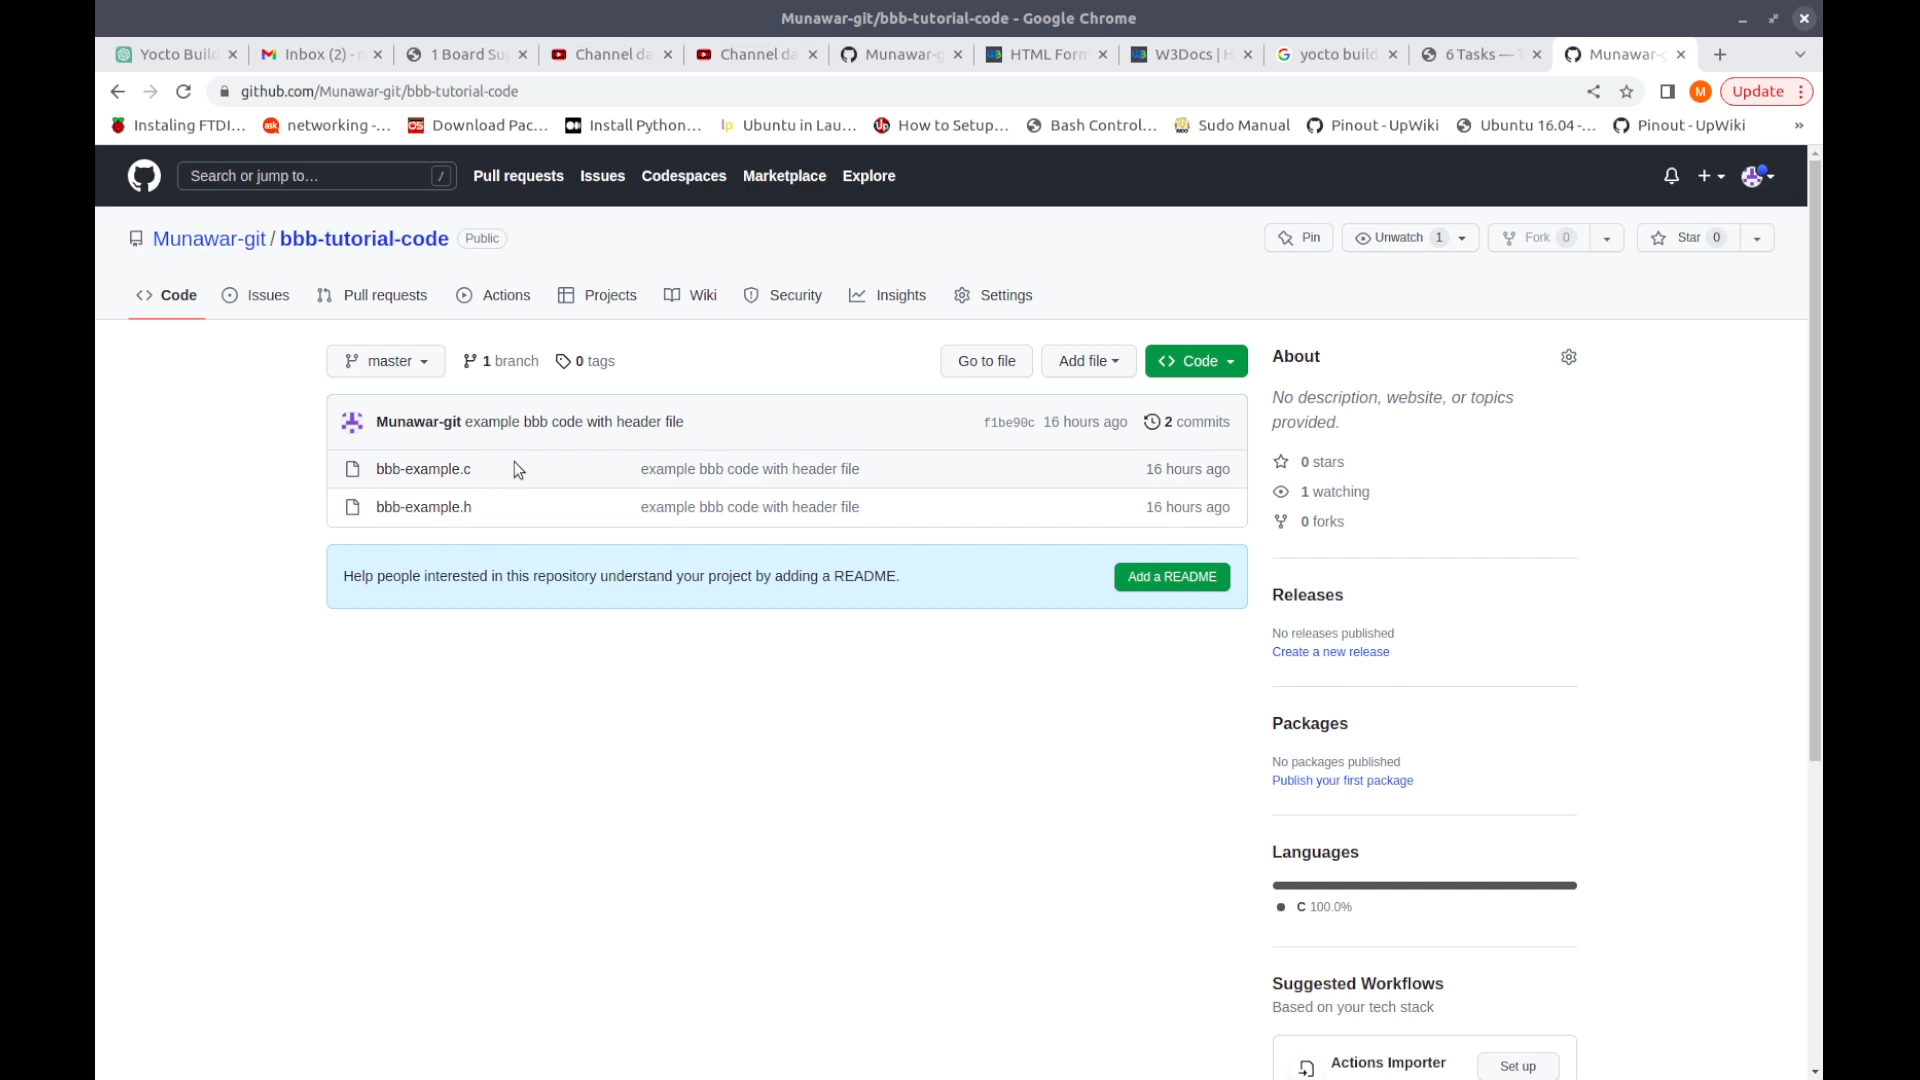 Munawar-git/bbb-tutorial-code - Google Chrome
Yocto Build Inbox (2) - 1 Board Su Channel da Channel da Munawar-g HTML Form W3Docs | H yocto build 6 Tasks — Munawar-g
github.com/Munawar-git/bbb-tutorial-code M Update
Instaling FTDI... networking -... Download Pac... Install Python... Ubuntu in Lau... How to Setup... Bash Control... Sudo Manual Pinout - UpWiki Ubuntu 16.04 -... Pinout - UpWiki »
Search or jump to… / Pull requests Issues Codespaces Marketplace Explore
Munawar-git / bbb-tutorial-code Public Pin Unwatch 1 Fork 0 Star 0
Code Issues Pull requests Actions Projects Wiki Security Insights Settings
master 1 branch 0 tags Go to file Add file Code
Munawar-git example bbb code with header file f1be90c 16 hours ago 2 commits
bbb-example.c example bbb code with header file 16 hours ago
bbb-example.h example bbb code with header file 16 hours ago
Help people interested in this repository understand your project by adding a README. Add a README
About
No description, website, or topics
provided.
0 stars
1 watching
0 forks
Releases
No releases published
Create a new release
Packages
No packages published
Publish your first package
Languages
C 100.0%
Suggested Workflows
Based on your tech stack
Actions Importer Set up